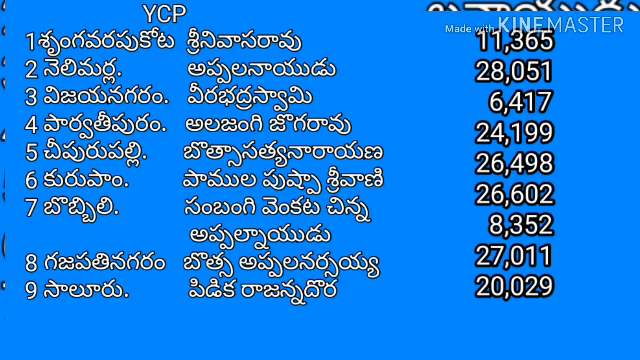 YCP
Made with KINEMASTER
1శృంగవరపుకోట శ్రీనివాసరావు 11,365
2 నెలిమర్ల. అప్పలనాయుడు 28,051
3 విజయనగరం. వీరభద్రస్వామి 6,417
4 పార్వతీపురం. అలజంగి జొగరావు 24,199
5 చీపురుపల్లి. బొత్సాసత్యనారాయణ 26,498
6 కురుపాం. పాముల పుష్పా శ్రీవాణి 26,602
7 బొబ్బిలి. సంబంగి వెంకట చిన్న 8,352
అప్పల్నాయుడు
8 గజపతినగరం బొత్స అప్పలనర్సయ్య 27,011
9 సాలూరు. పిడిక రాజన్నదొర 20,029